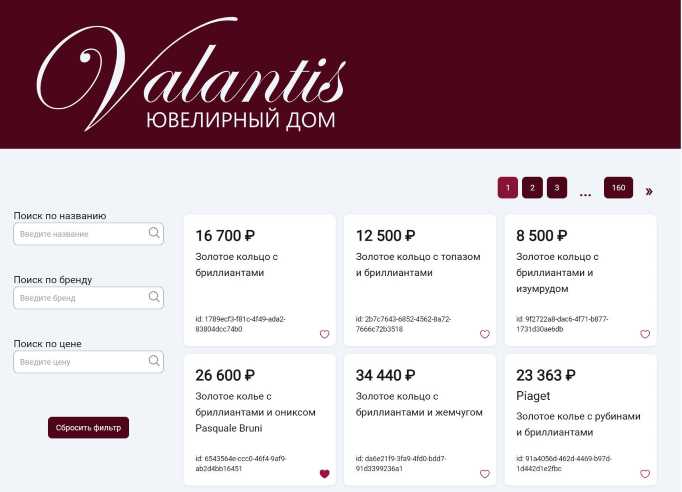 Valantis
ЮВЕЛИРНЫЙ ДОМ
1 2 3 ... 160 »
Поиск по названию
Введите название
Поиск по бренду
Введите бренд
Поиск по цене
Введите цену
Сбросить фильтр
16 700 ₽
Золотое кольцо с
бриллиантами
id: 1789ecf3-f81c-4f49-ada2-
83804dcc74b0
12 500 ₽
Золотое кольцо с топазом
и бриллиантами
id: 2b7c7643-6852-4562-8a72-
7666c72b3518
8 500 ₽
Золотое кольцо с
бриллиантами и
изумрудом
id: 9f2722a8-dac6-4f71-b877-
1731d30ae6db
26 600 ₽
Золотое колье с
бриллиантами и ониксом
Pasquale Bruni
id: 6543564e-ccc0-46f4-9af9-
ab2d4bb16451
34 440 ₽
Золотое кольцо с
бриллиантами и жемчугом
id: da6e21f9-3fa9-4fd0-bdd7-
91d3399236a1
23 363 ₽
Piaget
Золотое колье с рубинами
и бриллиантами
id: 91a4056d-462d-4469-b97d-
1d442d1e2fbc